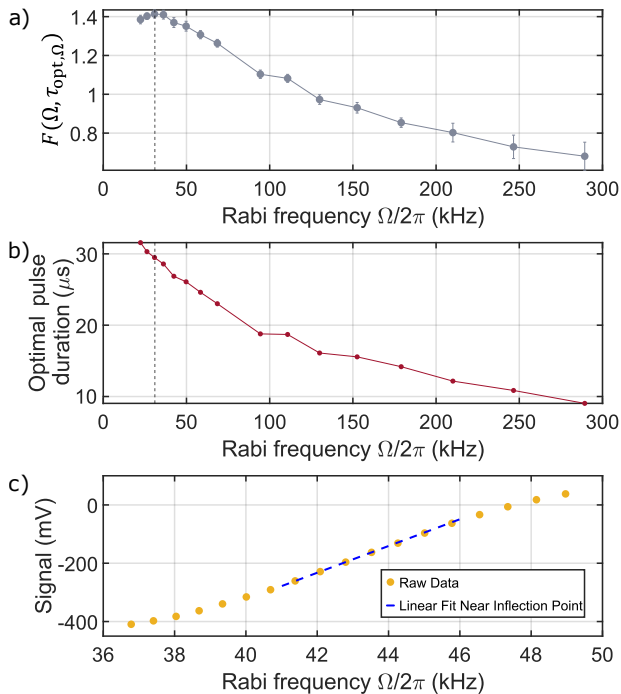 a)
F(Ω, τopt,Ω)
1.4
1.2
1
0.8
0 50 100 150 200 250 300
Rabi frequency Ω/2π (kHz)
b)
Optimal pulse
duration (μs)
30
20
10
0 50 100 150 200 250 300
Rabi frequency Ω/2π (kHz)
c)
Signal (mV)
0
-200
-400
Raw Data
Linear Fit Near Inflection Point
36 38 40 42 44 46 48 50
Rabi frequency Ω/2π (kHz)